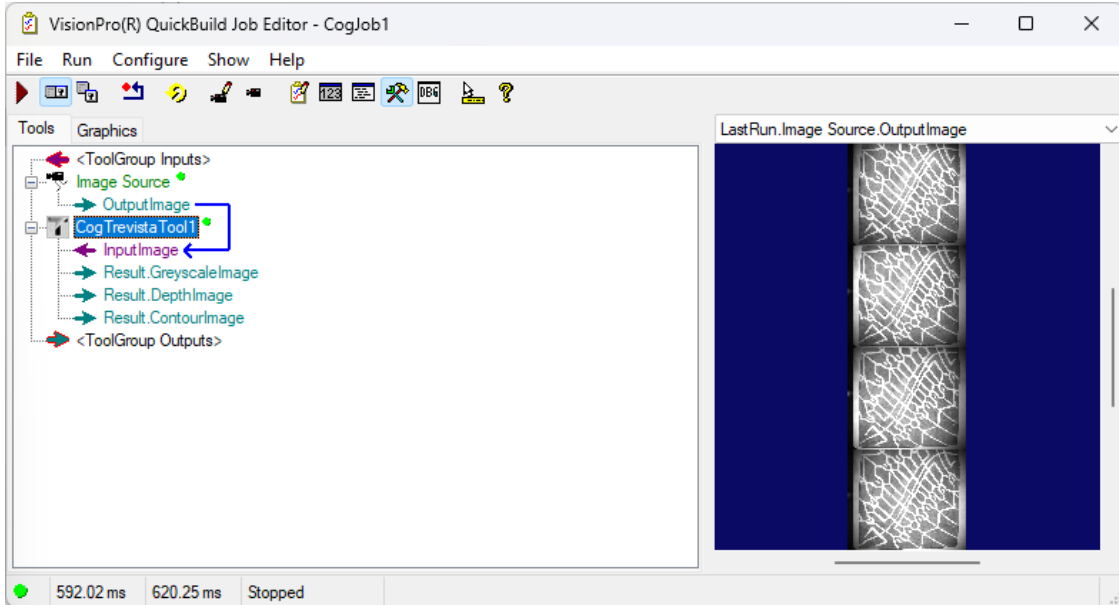 VisionPro(R) QuickBuild Job Editor - CogJob1
File Run Configure Show Help
123 DBG ?
Tools Graphics
LastRun.Image Source.OutputImage
<ToolGroup Inputs>
Image Source
OutputImage
CogTrevistaTool1
InputImage
Result.GreyscaleImage
Result.DepthImage
Result.ContourImage
<ToolGroup Outputs>
592.02 ms 620.25 ms Stopped